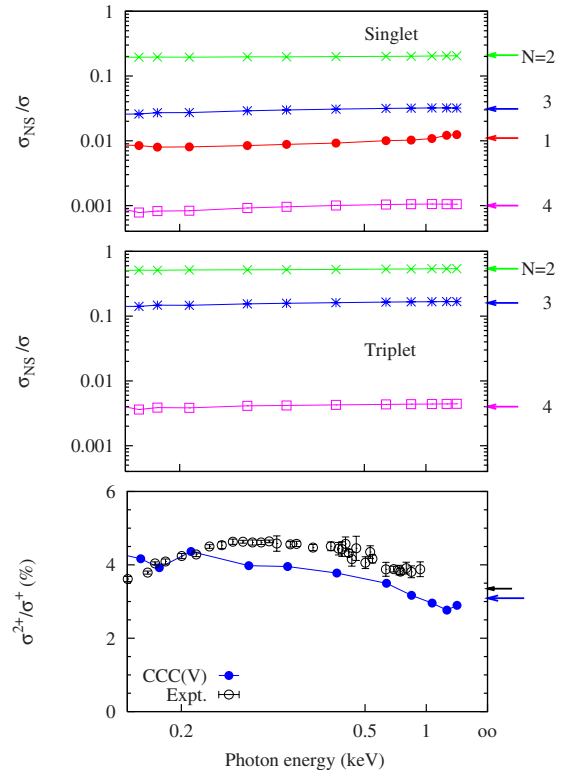 1
Singlet
N=2
0.1
3
σNS/σ
0.01
1
0.001
4
1
N=2
0.1
3
σNS/σ
Triplet
0.01
4
0.001
6
4
σ2+/σ+ (%)
2
CCC(V)
Expt.
0
0.2 0.5 1 oo
Photon energy (keV)